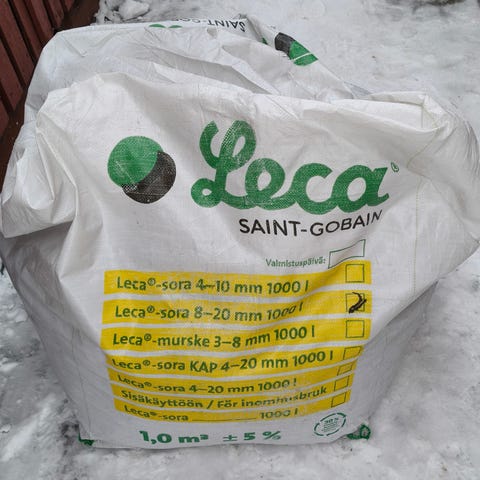 SAINT-GO
Leca®
SAINT-GOBAIN
Valmistuspäivä:
Leca®-sora 4–10 mm 1000 l
Leca®-sora 8–20 mm 1000 l
Leca®-murske 3–8 mm 1000 l
Leca®-sora KAP 4–20 mm 1000 l
Leca®-sora 4–20 mm 1000 l
Sisäkäyttöön / För inomhusbruk
Leca®-sora 1000 l
1,0 m³ ± 5 %